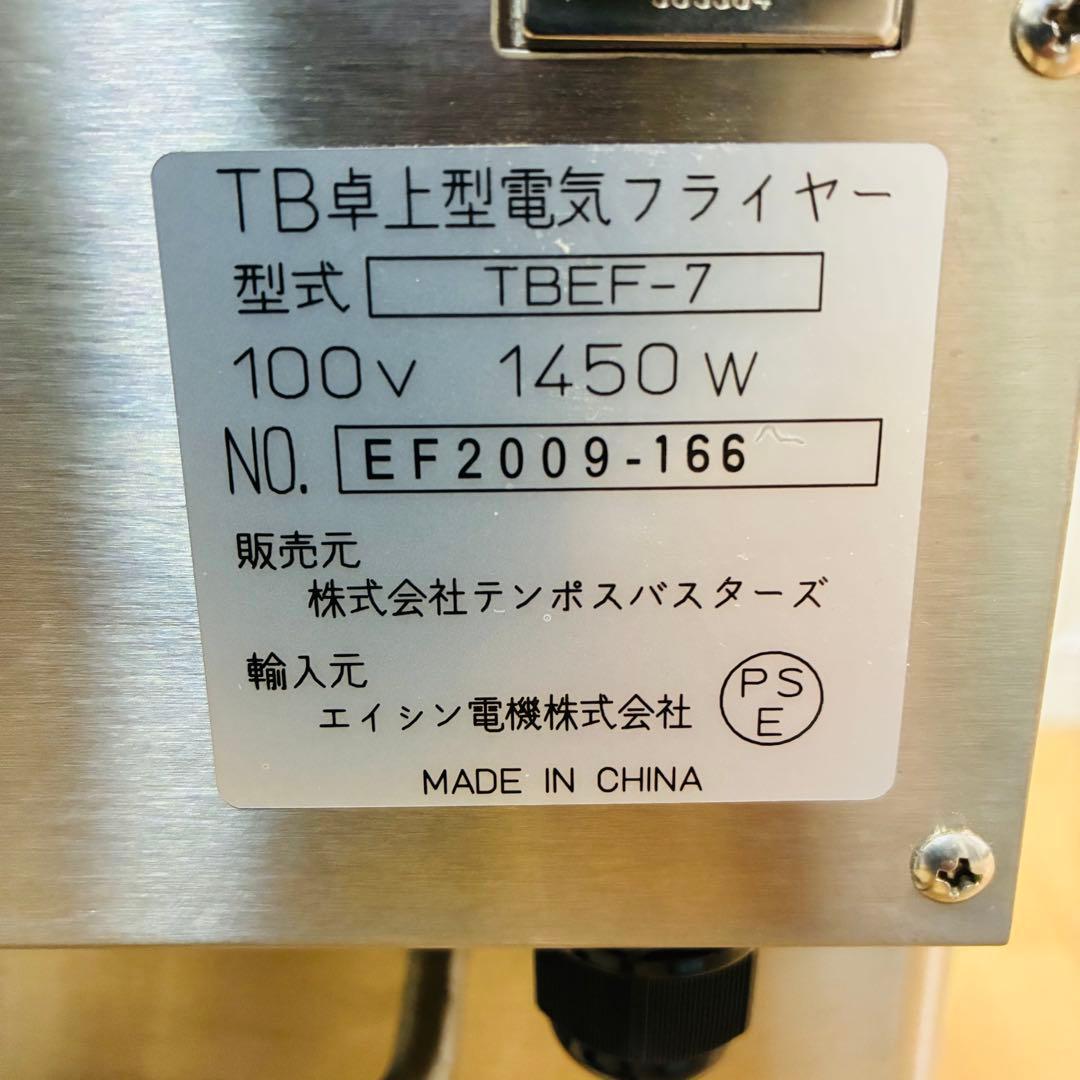 TB卓上型電気フライヤー
型式 TBEF-7
100V 1450W
NO. EF2009-166
販売元
株式会社テンポスバスターズ
輸入元
エイシン電機株式会社 PSE
MADE IN CHINA